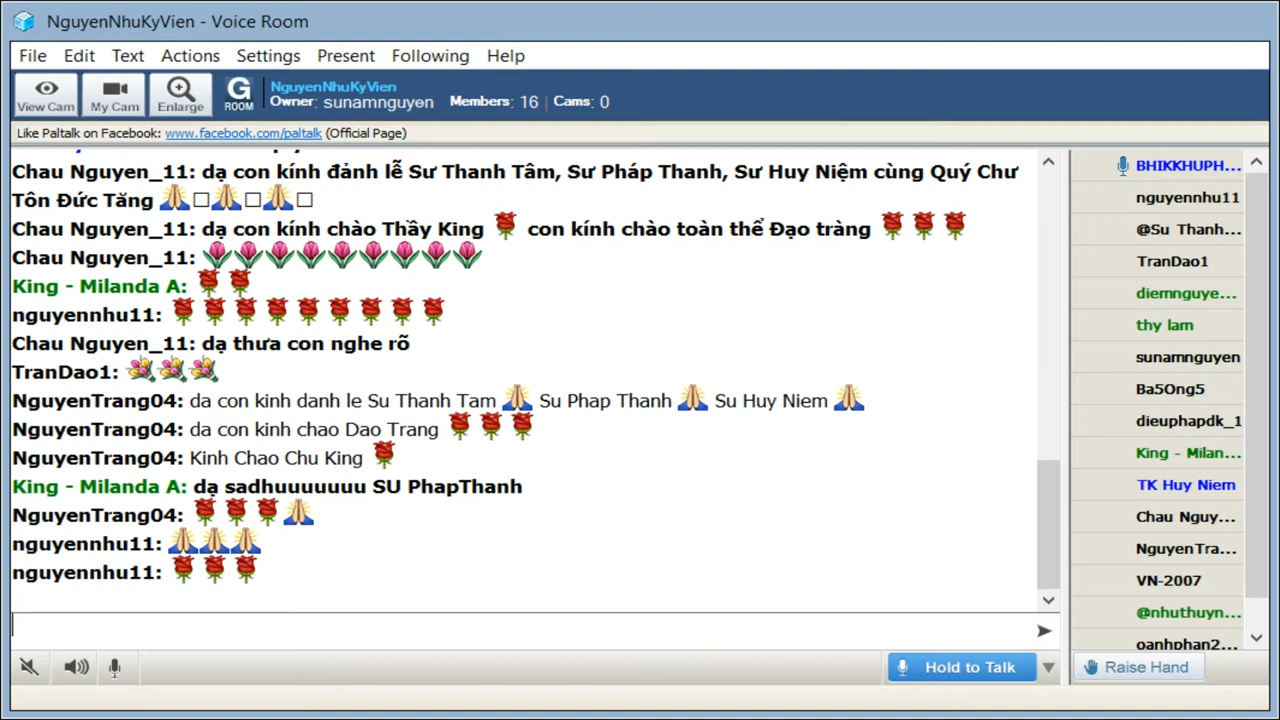 NguyenNhuKyVien - Voice Room
File Edit Text Actions Settings Present Following Help
View Cam My Cam Enlarge G ROOM NguyenNhuKyVien
Owner: sunamnguyen Members: 16 Cams: 0
Like Paltalk on Facebook: www.facebook.com/paltalk (Official Page)
Chau Nguyen_11: dạ con kính đảnh lễ Sư Thanh Tâm, Sư Pháp Thanh, Sư Huy Niệm cùng Quý Chư
Tôn Đức Tăng 🙏□🙏□🙏□
Chau Nguyen_11: dạ con kính chào Thầy King 🌹 con kính chào toàn thể Đạo tràng 🌹🌹🌹
Chau Nguyen_11: 🌷🌷🌷🌷🌷🌷🌷🌷🌷
King - Milanda A: 🌹🌹
nguyennhu11: 🌹🌹🌹🌹🌹🌹🌹🌹🌹
Chau Nguyen_11: dạ thưa con nghe rõ
TranDao1: 💐💐💐
NguyenTrang04: da con kinh danh le Su Thanh Tam 🙏 Su Phap Thanh 🙏 Su Huy Niem 🙏
NguyenTrang04: da con kinh chao Dao Trang 🌹🌹🌹
NguyenTrang04: Kinh Chao Chu King 🌹
King - Milanda A: dạ sadhuuuuuuu SU PhapThanh
NguyenTrang04: 🌹🌹🌹🙏
nguyennhu11: 🙏🙏🙏
nguyennhu11: 🌹🌹🌹
BHIKKHUPH...
nguyennhu11
@Su Thanh...
TranDao1
diemnguye...
thy lam
sunamnguyen
Ba5Ong5
dieuphapdk_1
King - Milan...
TK Huy Niem
Chau Nguy...
NguyenTra...
VN-2007
@nhuthuyn...
oanhphan2...
Hold to Talk
Raise Hand